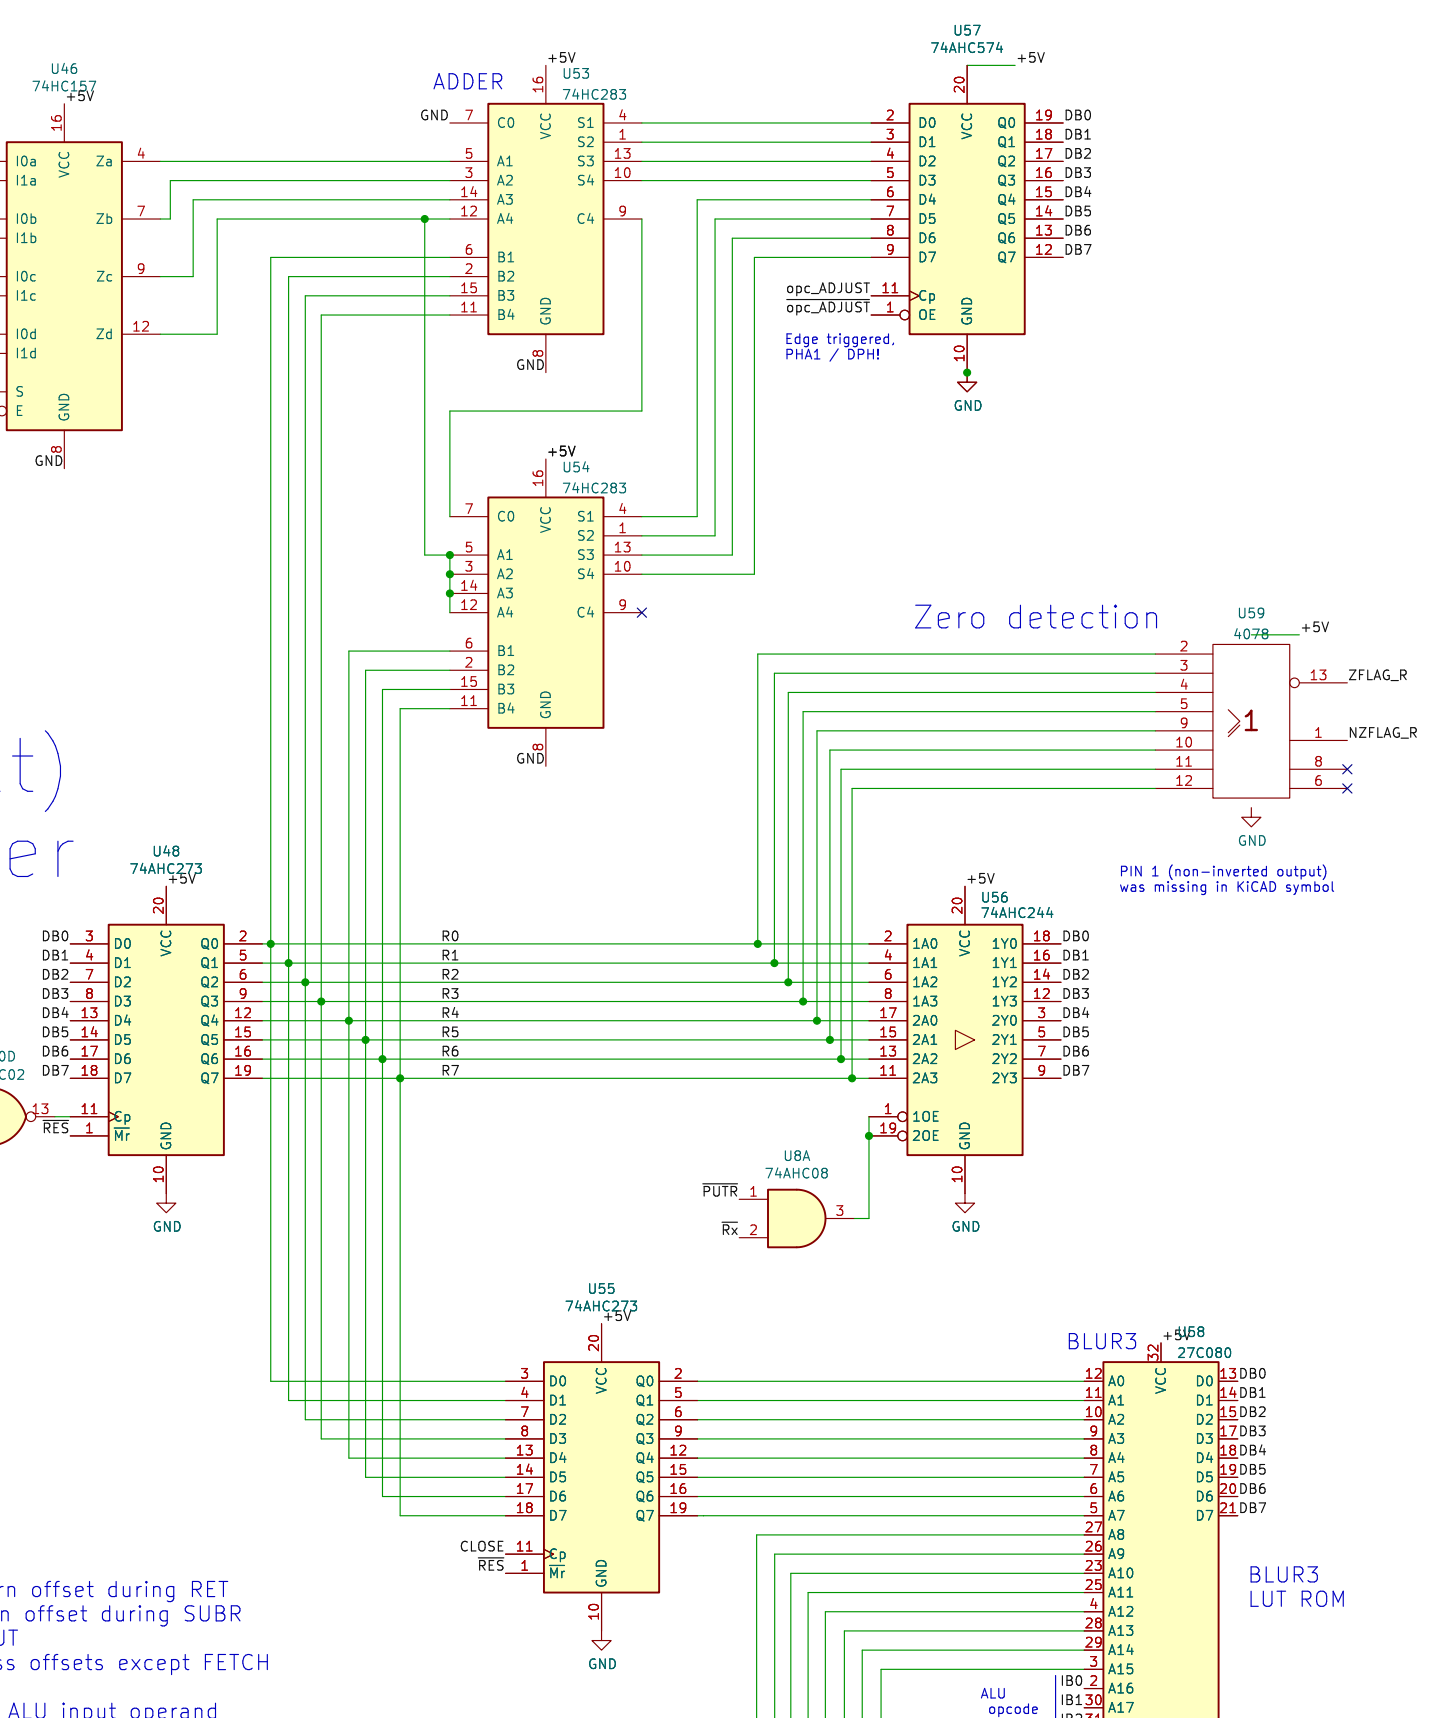 U46
74HC157
+5V
16
VCC
I0a
I1a
I0b
I1b
I0c
I1c
I0d
I1d
S
E
Za 4
Zb 7
Zc 9
Zd 12
GND
8
GND
ADDER
+5V
U53
74HC283
16
VCC
GND 7 C0
5 A1
3 A2
14 A3
12 A4
6 B1
2 B2
15 B3
11 B4
S1 4
S2 1
S3 13
S4 10
C4 9
GND
8
GND
U57
74AHC574
+5V
20
VCC
2 D0
3 D1
4 D2
5 D3
6 D4
7 D5
8 D6
9 D7
Q0 19 DB0
Q1 18 DB1
Q2 17 DB2
Q3 16 DB3
Q4 15 DB4
Q5 14 DB5
Q6 13 DB6
Q7 12 DB7
opc_ADJUST 11 Cp
opc_ADJUST 1 OE
GND
10
GND
Edge triggered,
PHA1 / DPH!
+5V
U54
74HC283
16
VCC
7 C0
5 A1
3 A2
14 A3
12 A4
6 B1
2 B2
15 B3
11 B4
S1 4
S2 1
S3 13
S4 10
C4 9
GND
8
GND
Zero detection
U59
4078
+5V
2
3
4
5
9
10
11
12
1
13 ZFLAG_R
1 NZFLAG_R
8
6
GND
PIN 1 (non-inverted output)
was missing in KiCAD symbol
t)
er
U48
74AHC273
+5V
20
VCC
DB0 3 D0
DB1 4 D1
DB2 7 D2
DB3 8 D3
DB4 13 D4
DB5 14 D5
DB6 17 D6
DB7 18 D7
Q0 2
Q1 5
Q2 6
Q3 9
Q4 12
Q5 15
Q6 16
Q7 19
0D
C02
13
11 Cp
RES 1 Mr
GND
10
GND
R0
R1
R2
R3
R4
R5
R6
R7
+5V
U56
74AHC244
20
VCC
2 1A0
4 1A1
6 1A2
8 1A3
17 2A0
15 2A1
13 2A2
11 2A3
1Y0 18 DB0
1Y1 16 DB1
1Y2 14 DB2
1Y3 12 DB3
2Y0 3 DB4
2Y1 5 DB5
2Y2 7 DB6
2Y3 9 DB7
1 1OE
19 2OE
GND
10
GND
U8A
74AHC08
PUTR 1
Rx 2
3
U55
74AHC273
+5V
20
VCC
3 D0
4 D1
7 D2
8 D3
13 D4
14 D5
17 D6
18 D7
Q0 2
Q1 5
Q2 6
Q3 9
Q4 12
Q5 15
Q6 16
Q7 19
CLOSE 11 Cp
RES 1 Mr
GND
10
GND
BLUR3
+5V
U58
27C080
32
VCC
12 A0
11 A1
10 A2
9 A3
8 A4
7 A5
6 A6
5 A7
27 A8
26 A9
23 A10
25 A11
4 A12
28 A13
29 A14
3 A15
IB0 2 A16
IB1 30 A17
IB2 31
D0 13 DB0
D1 14 DB1
D2 15 DB2
D3 17 DB3
D4 18 DB4
D5 19 DB5
D6 20 DB6
D7 21 DB7
BLUR3
LUT ROM
ALU
opcode
rn offset during RET
n offset during SUBR
UT
ss offsets except FETCH
ALU input operand